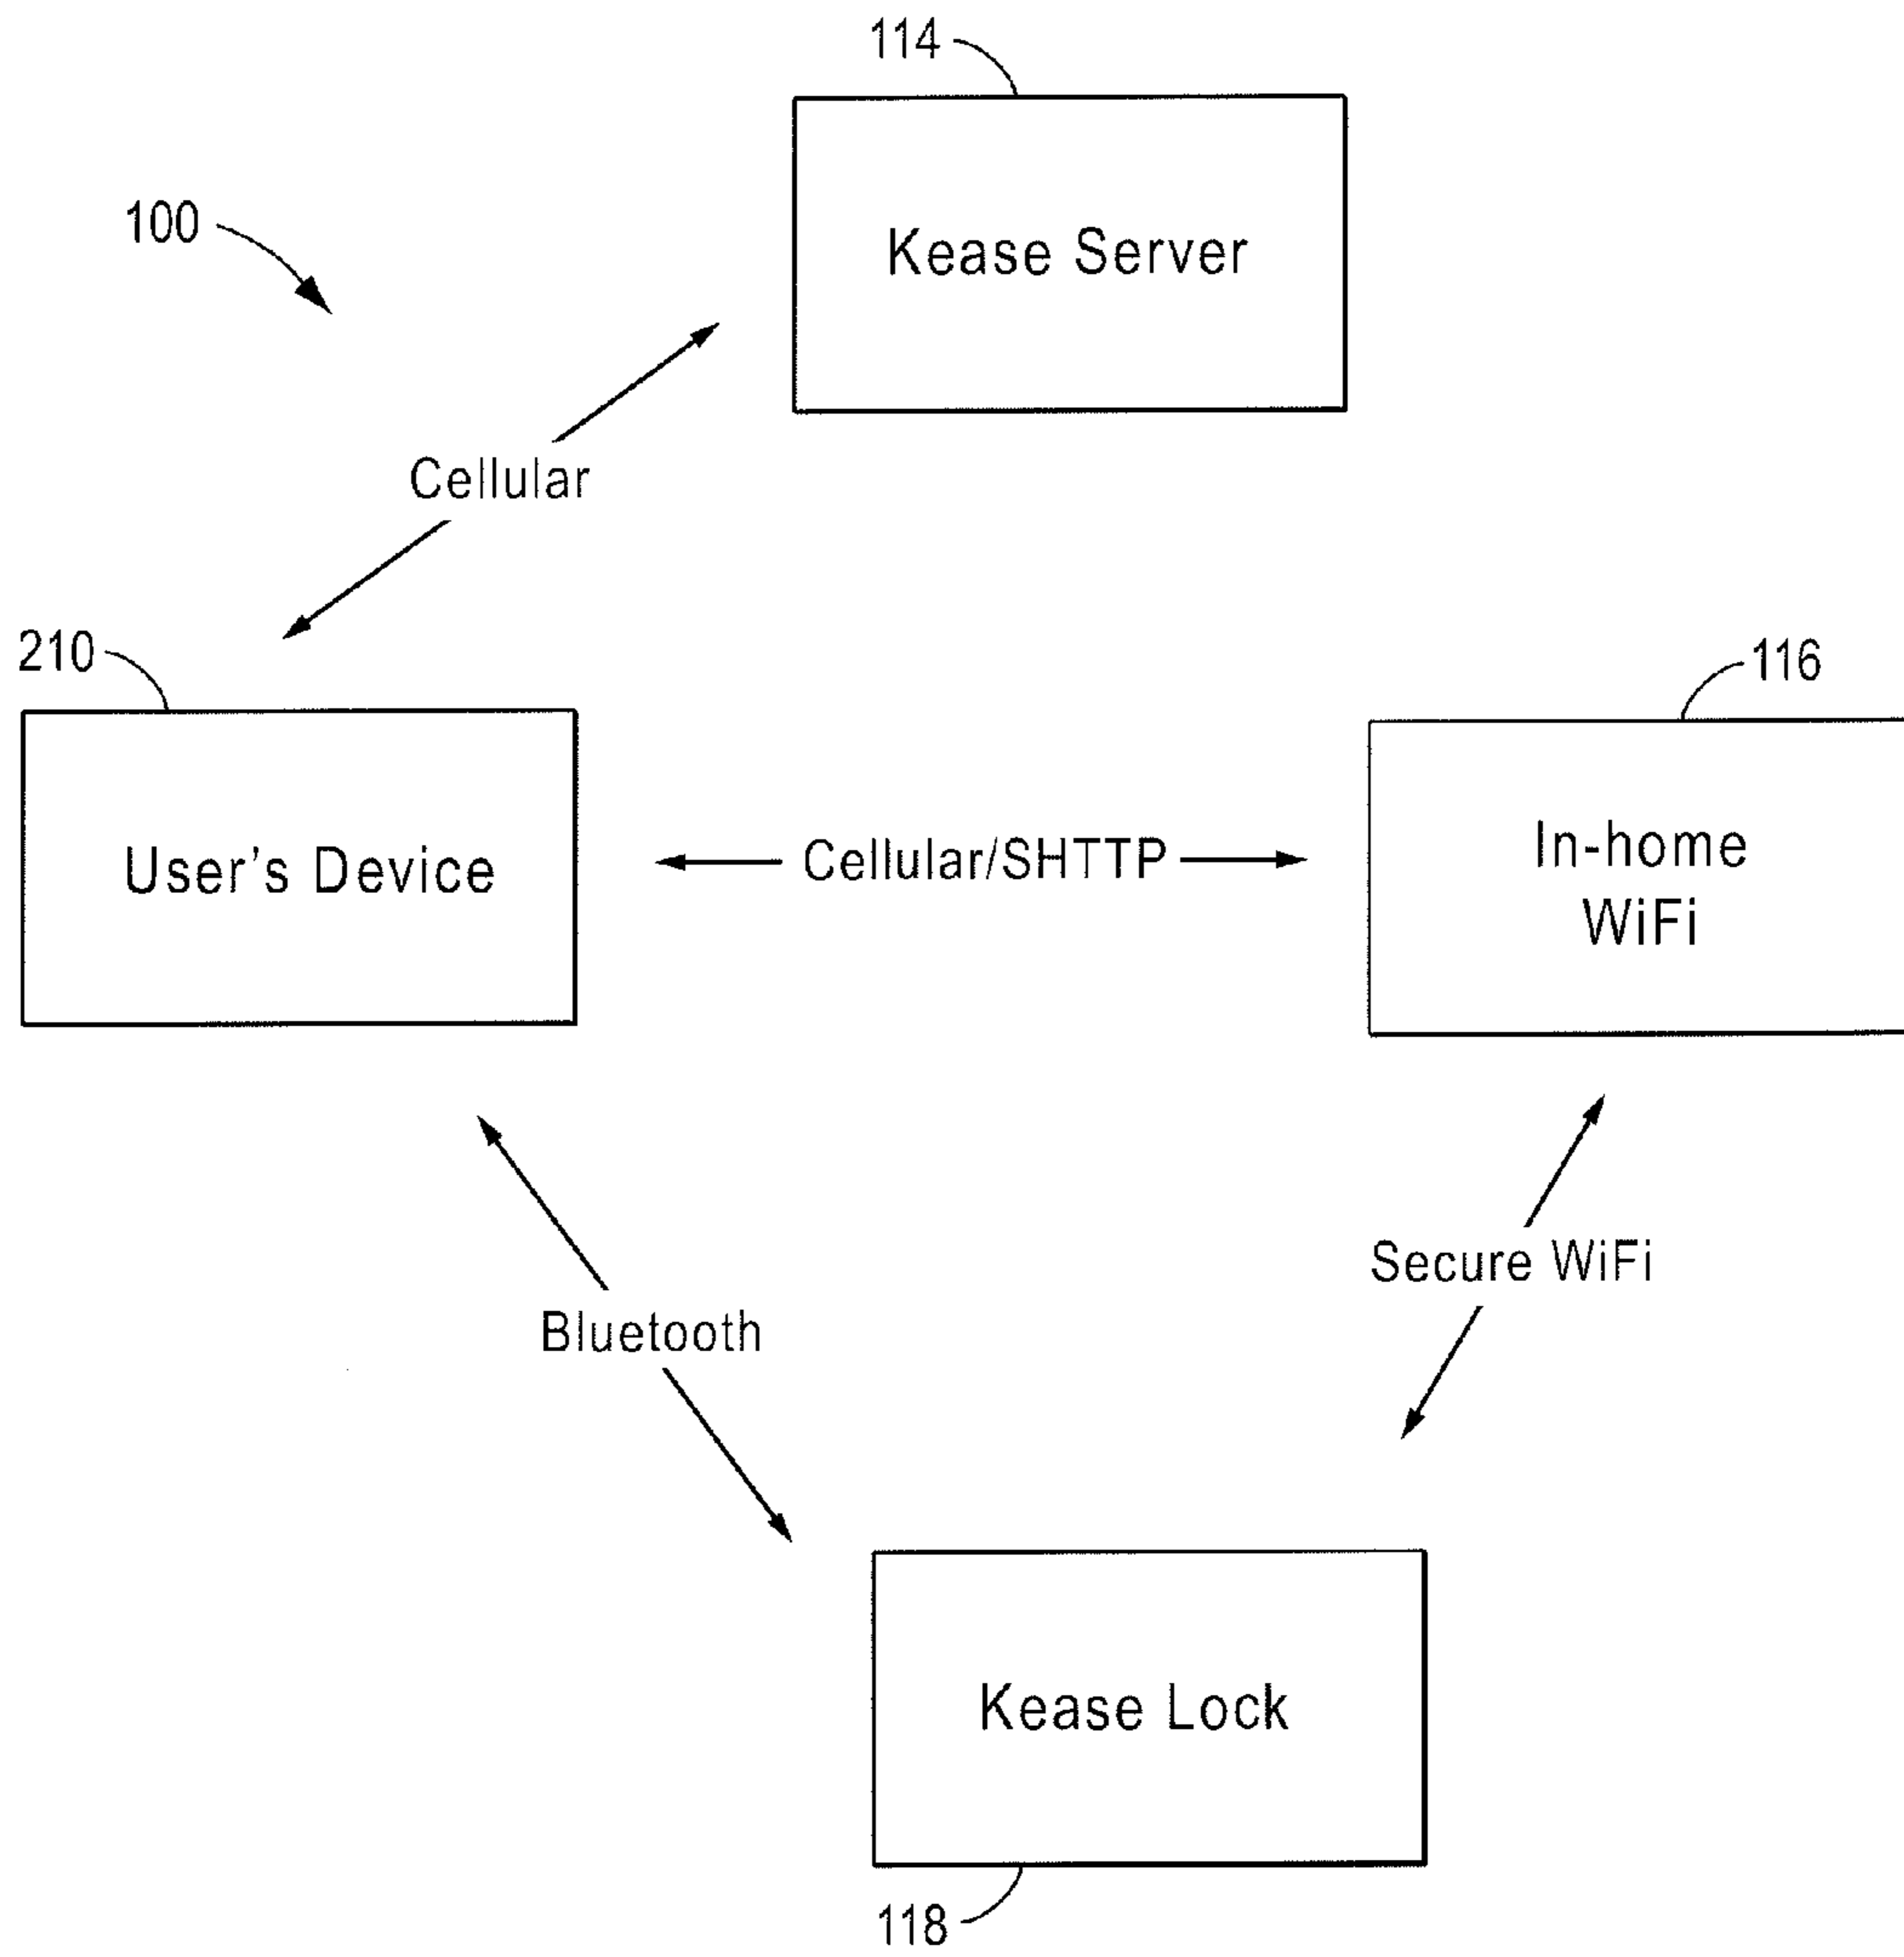 114
100
Kease Server
Cellular
210
116
User's Device
Cellular/SHTTP
In-home
WiFi
Secure WiFi
Bluetooth
Kease Lock
118